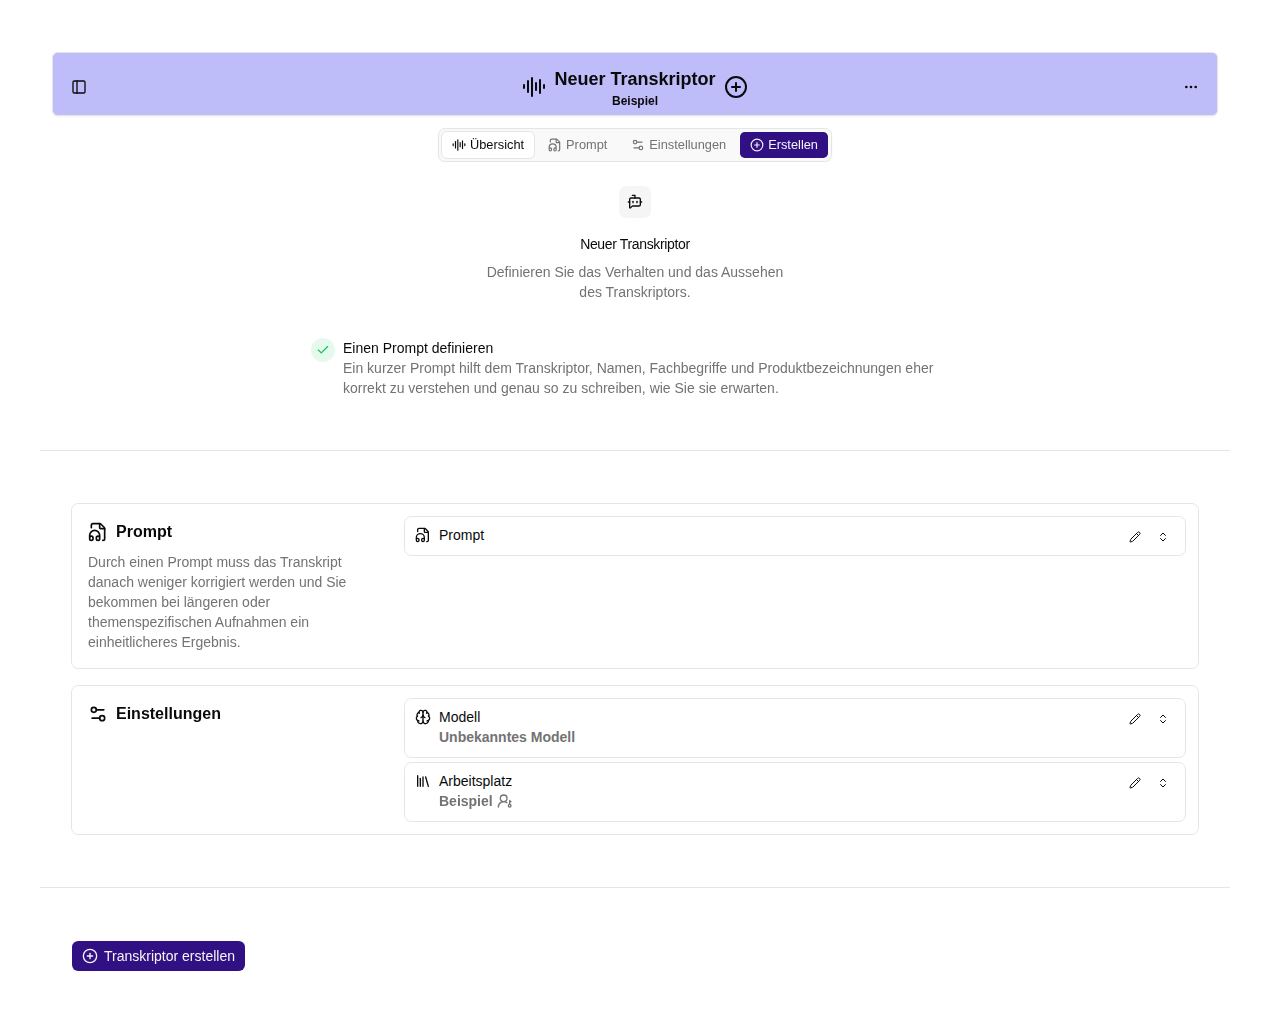 Neuer Transkriptor
Beispiel
Übersicht
Prompt
Einstellungen
Erstellen
Neuer Transkriptor
Definieren Sie das Verhalten und das Aussehen
des Transkriptors.
Einen Prompt definieren
Ein kurzer Prompt hilft dem Transkriptor, Namen, Fachbegriffe und Produktbezeichnungen eher
korrekt zu verstehen und genau so zu schreiben, wie Sie sie erwarten.
Prompt
Durch einen Prompt muss das Transkript
danach weniger korrigiert werden und Sie
bekommen bei längeren oder
themenspezifischen Aufnahmen ein
einheitlicheres Ergebnis.
Prompt
Einstellungen
Modell
Unbekanntes Modell
Arbeitsplatz
Beispiel
Transkriptor erstellen